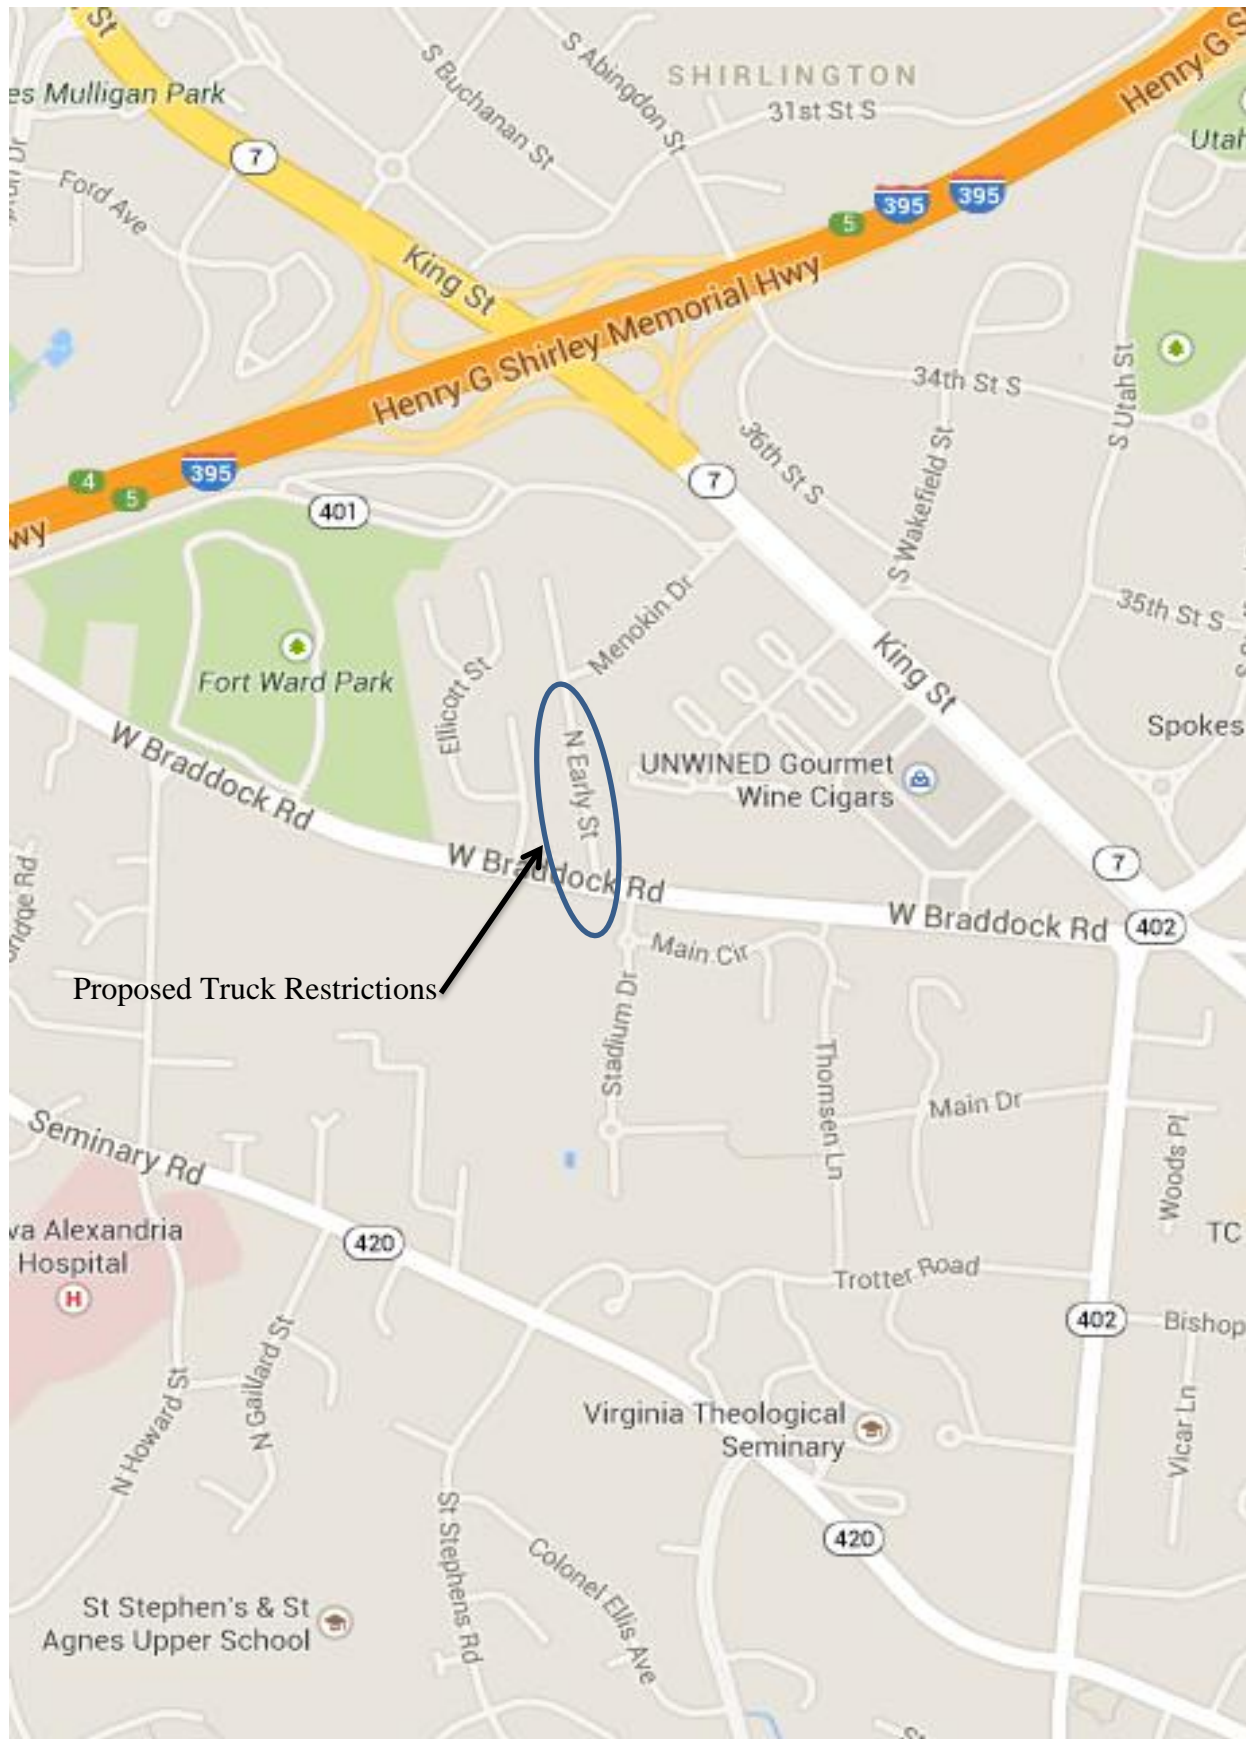 St
S Buchanan St
S Abingdon St
SHIRLINGTON
31st St S
Henry G S
es Mulligan Park
7
Utah
Ford Ave
5
395
395
King St
Henry G Shirley Memorial Hwy
34th St S
S Utah St
36th St S
S Wakefield St
4
5
395
7
401
wy
35th St S
Menokin Dr
Fort Ward Park
Ellicott St
King St
N Early St
W Braddock Rd
UNWINED Gourmet
Wine Cigars
Spokes
W Braddock Rd
7
W Braddock Rd
402
Main Cir
Proposed Truck Restrictions
Stadium Dr
Thomsen Ln
Main Dr
Woods Pl
Seminary Rd
va Alexandria
Hospital
H
420
TC
Trotter Road
402
Bishop
N Gaillard St
N Howard St
Vicar Ln
Virginia Theological
Seminary
St Stephens Rd
420
Colonel Ellis Ave
St Stephen's & St
Agnes Upper School